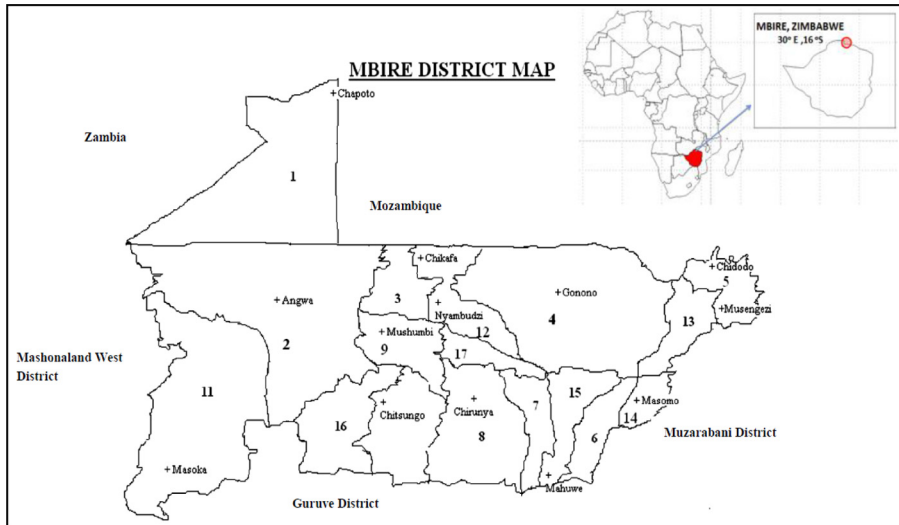 MBIRE, ZIMBABWE
30° E ,16 °S
MBIRE DISTRICT MAP
Chapoto
Zambia
1
Mozambique
Chikafa
Chidodo
5
Angwa
3
Gonono
Nyambudzi
Musengezi
4
13
Mushumbi
12
2
9
17
Mashonaland West
District
11
15
Chitsungo
Chirunya
7
Masomo
14
16
8
6
Muzarabani District
Masoka
Mahuwe
Guruve District